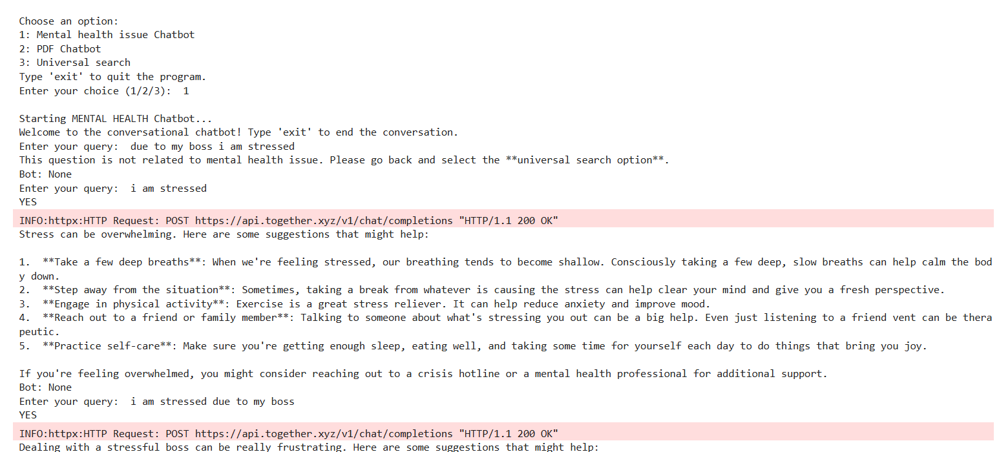 Choose an option:
1: Mental health issue Chatbot
2: PDF Chatbot
3: Universal search
Type 'exit' to quit the program.
Enter your choice (1/2/3):  1
Starting MENTAL HEALTH Chatbot...
Welcome to the conversational chatbot! Type 'exit' to end the conversation.
Enter your query:  due to my boss i am stressed
This question is not related to mental health issue. Please go back and select the **universal search option**.
Bot: None
Enter your query:  i am stressed
YES
INFO:httpx:HTTP Request: POST https://api.together.xyz/v1/chat/completions "HTTP/1.1 200 OK"
Stress can be overwhelming. Here are some suggestions that might help:
1.  **Take a few deep breaths**: When we're feeling stressed, our breathing tends to become shallow. Consciously taking a few deep, slow breaths can help calm the bod
y down.
2.  **Step away from the situation**: Sometimes, taking a break from whatever is causing the stress can help clear your mind and give you a fresh perspective.
3.  **Engage in physical activity**: Exercise is a great stress reliever. It can help reduce anxiety and improve mood.
4.  **Reach out to a friend or family member**: Talking to someone about what's stressing you out can be a big help. Even just listening to a friend vent can be thera
peutic.
5.  **Practice self-care**: Make sure you're getting enough sleep, eating well, and taking some time for yourself each day to do things that bring you joy.
If you're feeling overwhelmed, you might consider reaching out to a crisis hotline or a mental health professional for additional support.
Bot: None
Enter your query:  i am stressed due to my boss
YES
INFO:httpx:HTTP Request: POST https://api.together.xyz/v1/chat/completions "HTTP/1.1 200 OK"
Dealing with a stressful boss can be really frustrating. Here are some suggestions that might help: